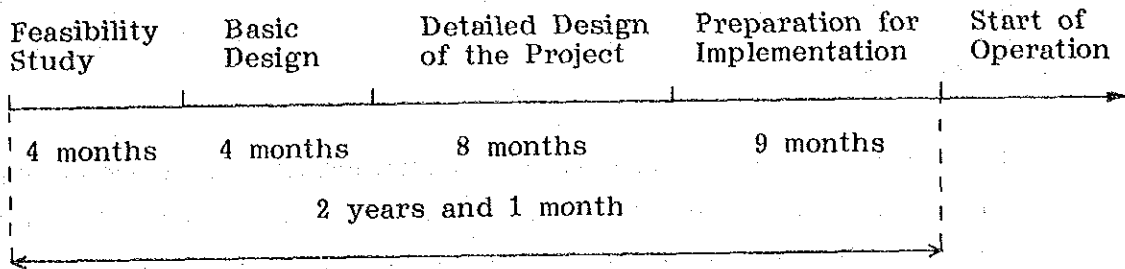 Feasibility Study
Basic Design
Detailed Design of the Project
Preparation for Implementation
Start of Operation
4 months
4 months
8 months
9 months
2 years and 1 month